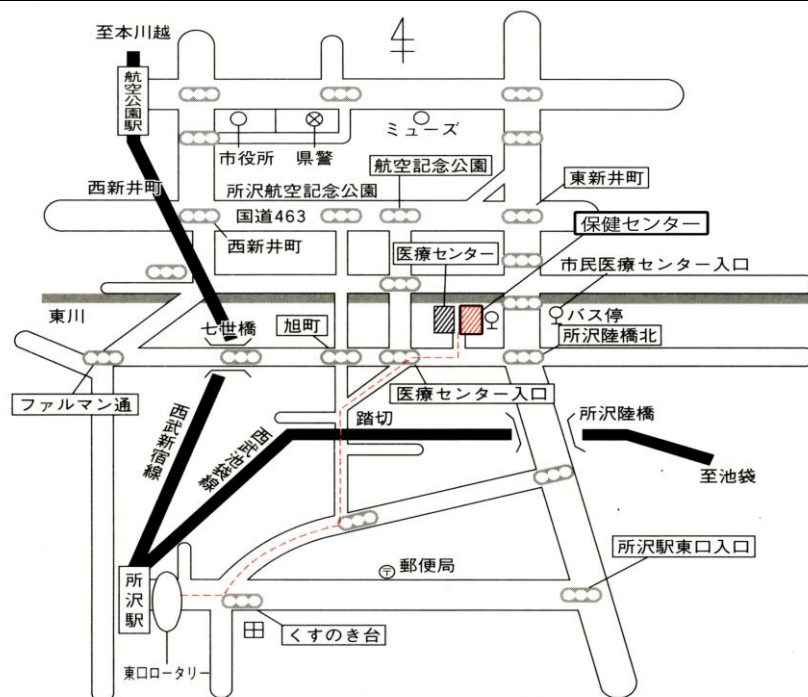 至本川越
航空公園駅
市役所
県警
ミューズ
航空記念公園
西新井町
所沢航空記念公園
東新井町
国道463
保健センター
西新井町
医療センター
市民医療センター入口
東川
七世橋
旭町
バス停
所沢陸橋北
ファルマン通
医療センター入口
西武新宿線
西武池袋線
踏切
所沢陸橋
至池袋
所沢駅
〒
郵便局
所沢駅東口入口
くすのき台
東口ロータリー